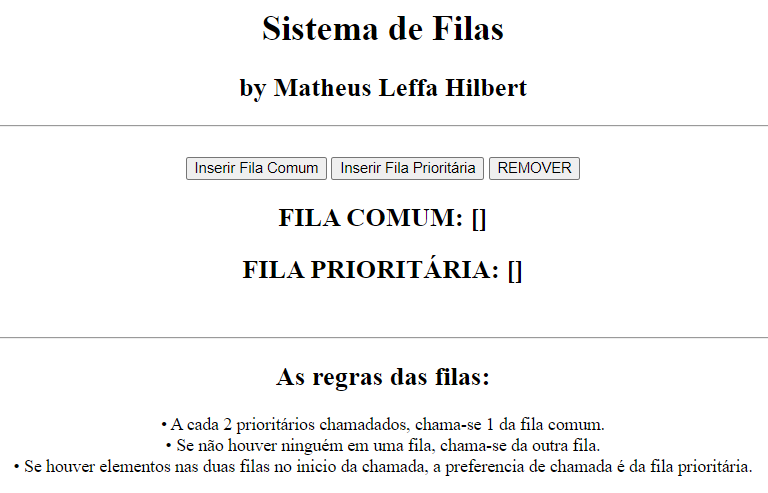 Sistema de Filas
by Matheus Leffa Hilbert
Inserir Fila Comum Inserir Fila Prioritária REMOVER
FILA COMUM: []
FILA PRIORITÁRIA: []
As regras das filas:
• A cada 2 prioritários chamadados, chama-se 1 da fila comum.
• Se não houver ninguém em uma fila, chama-se da outra fila.
• Se houver elementos nas duas filas no inicio da chamada, a preferencia de chamada é da fila prioritária.